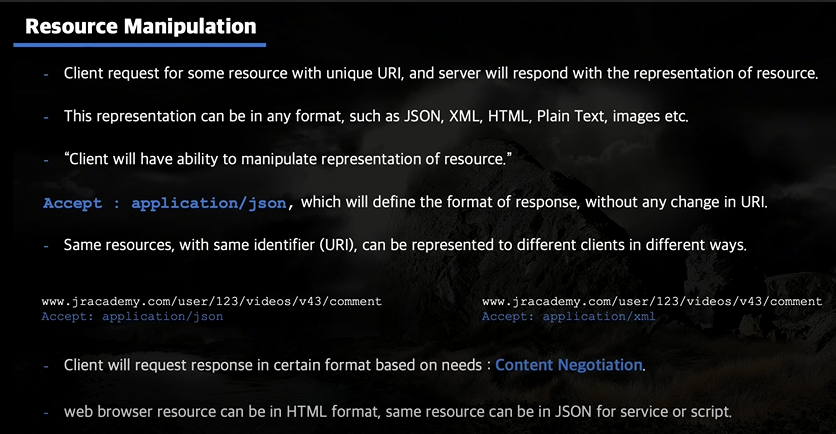 Resource Manipulation
- Client request for some resource with unique URI, and server will respond with the representation of resource.
- This representation can be in any format, such as JSON, XML, HTML, Plain Text, images etc.
- “Client will have ability to manipulate representation of resource.”
Accept : application/json, which will define the format of response, without any change in URI.
- Same resources, with same identifier (URI), can be represented to different clients in different ways.
www.jracademy.com/user/123/videos/v43/comment
Accept: application/json
www.jracademy.com/user/123/videos/v43/comment
Accept: application/xml
- Client will request response in certain format based on needs : Content Negotiation.
- web browser resource can be in HTML format, same resource can be in JSON for service or script.